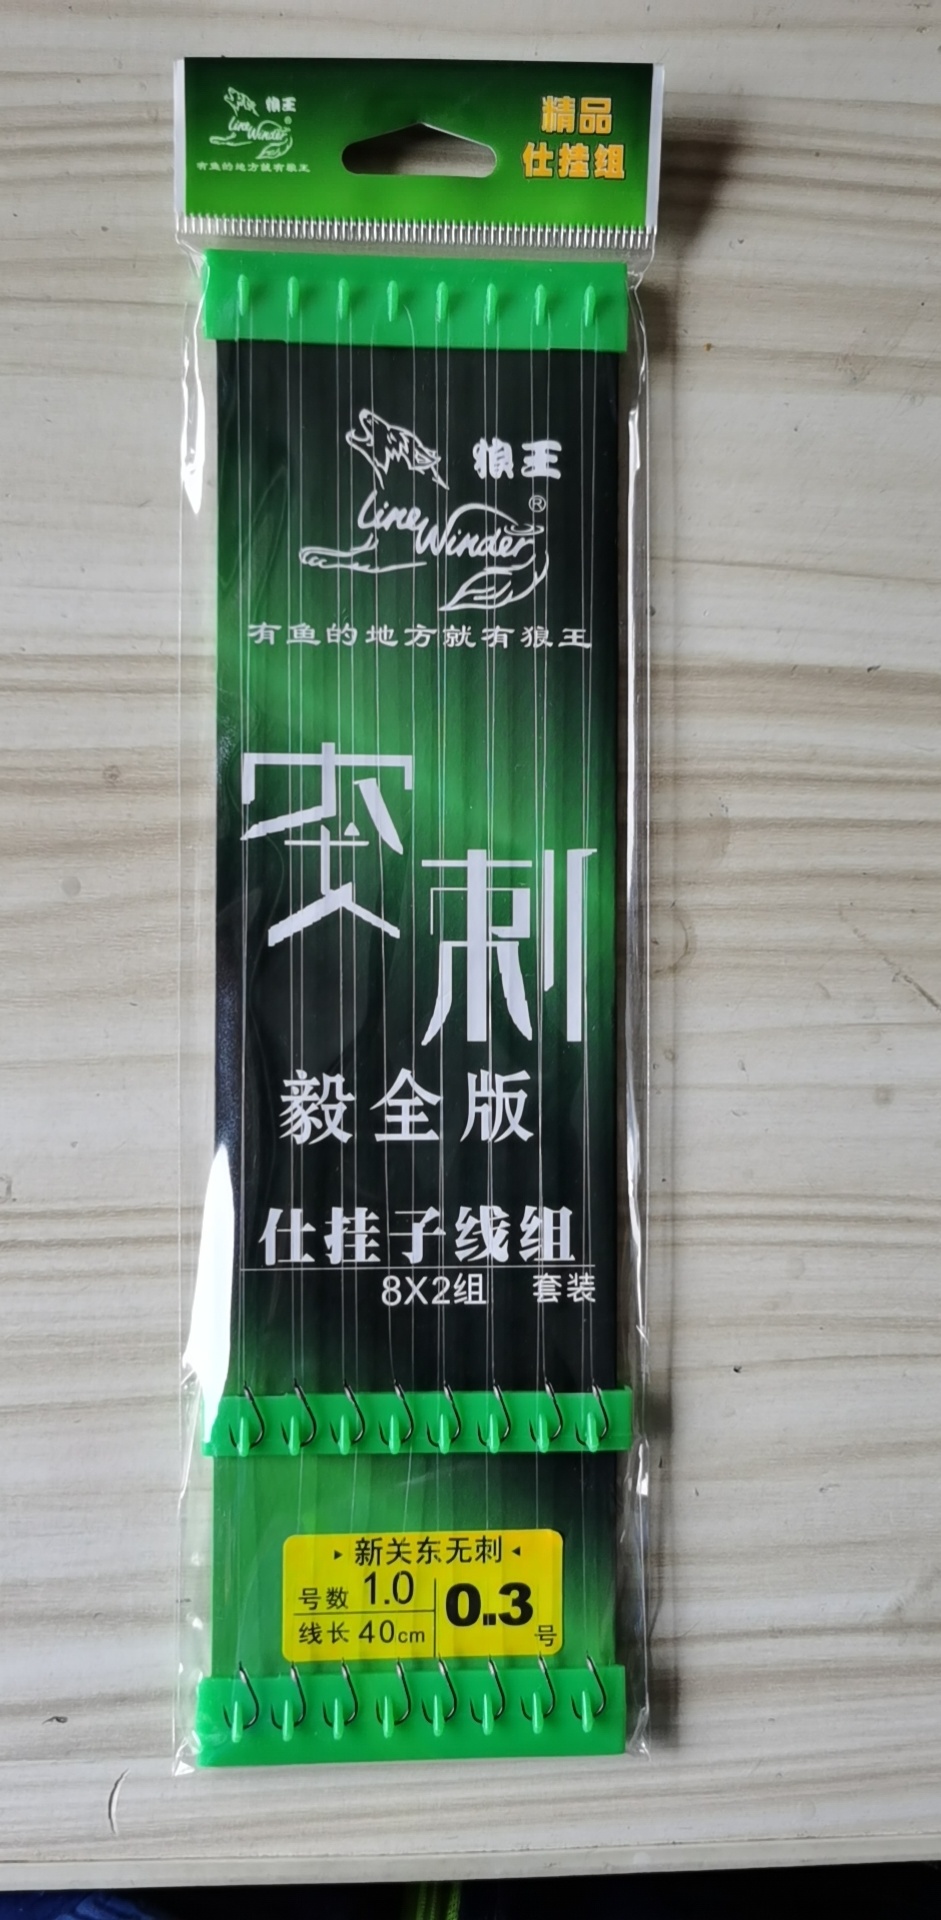 狼王
Line Winder®
有鱼的地方就有狼王
精品
仕挂组
狼王
®
Line Winder
有鱼的地方就有狼王
突刺
毅全版
仕挂子线组
8X2组 套装
新关东无刺
号数 1.0
线长 40cm
0.3号